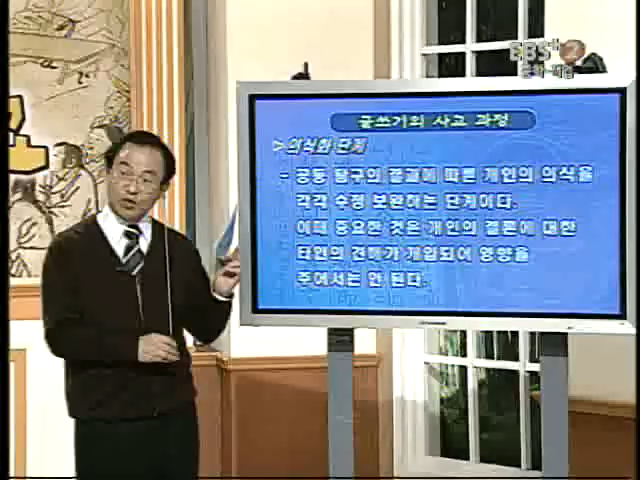 EBS
글쓰기의 사고 과정
▷의식화 단계
- 공동 탐구의 결과에 따른 개인의 의식을
각각 수정 보완하는 단계이다.
이때 중요한 것은 개인의 결론에 대한
타인의 견해가 개입되어 영향을
주어서는 안 된다.